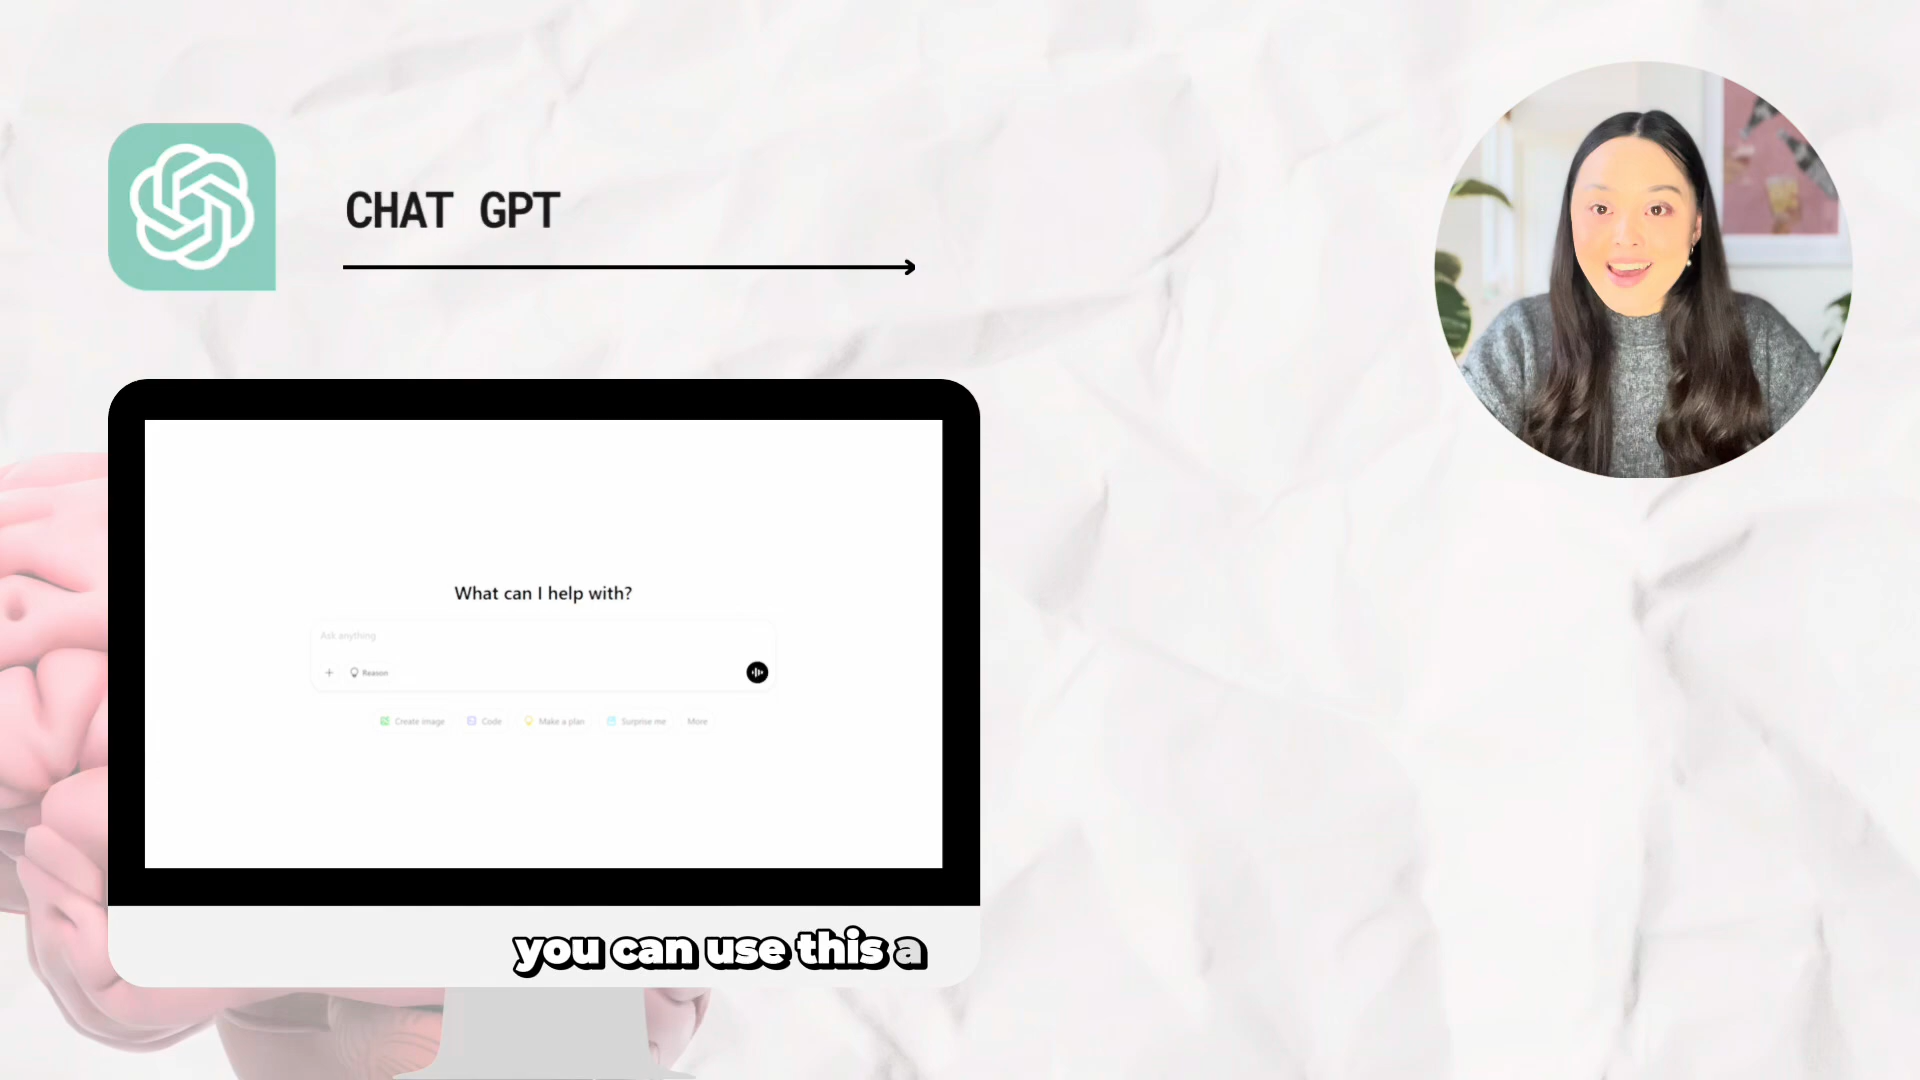 CHAT GPT
What can I help with?
Ask anything
Reason
Create image Code Make a plan Surprise me More
you can use this a